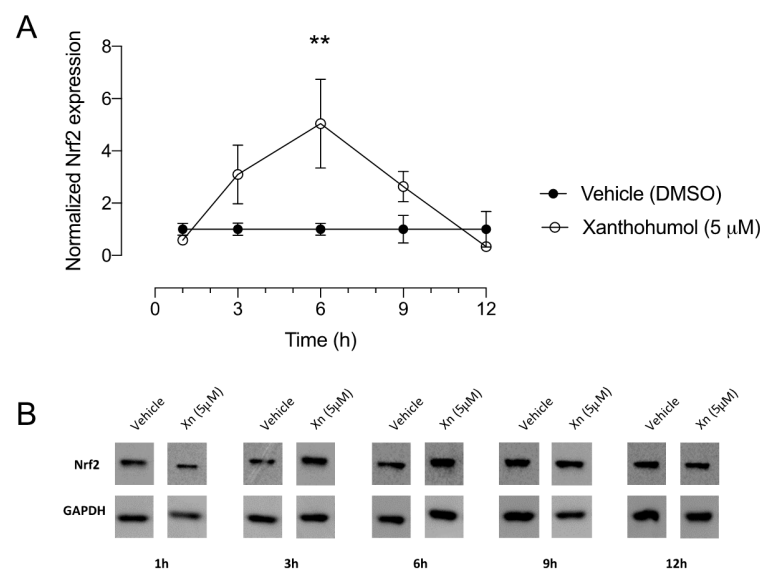 A
**
8
6
4
2
0
Normalized Nrf2 expression
0 3 6 9 12
Time (h)
Vehicle (DMSO)
Xanthohumol (5 μM)
B
Vehicle Xn (5μM) Vehicle Xn (5μM) Vehicle Xn (5μM) Vehicle Xn (5μM) Vehicle Xn (5μM)
Nrf2
GAPDH
1h 3h 6h 9h 12h